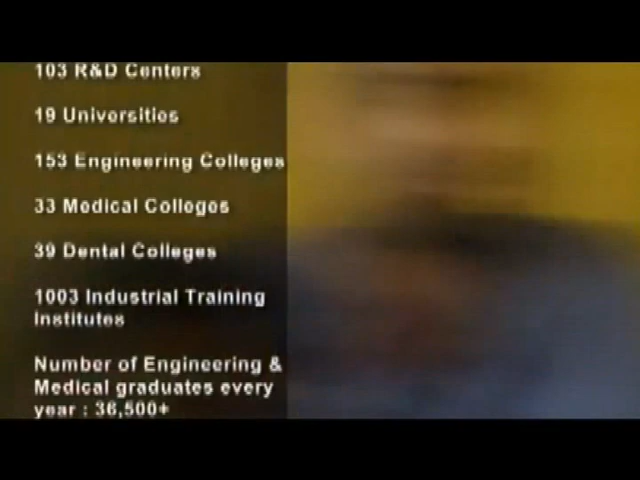 103 R&D Centers
19 Universities
153 Engineering Colleges
33 Medical Colleges
39 Dental Colleges
1003 Industrial Training
Institutes
Number of Engineering &
Medical graduates every
year : 36,500+